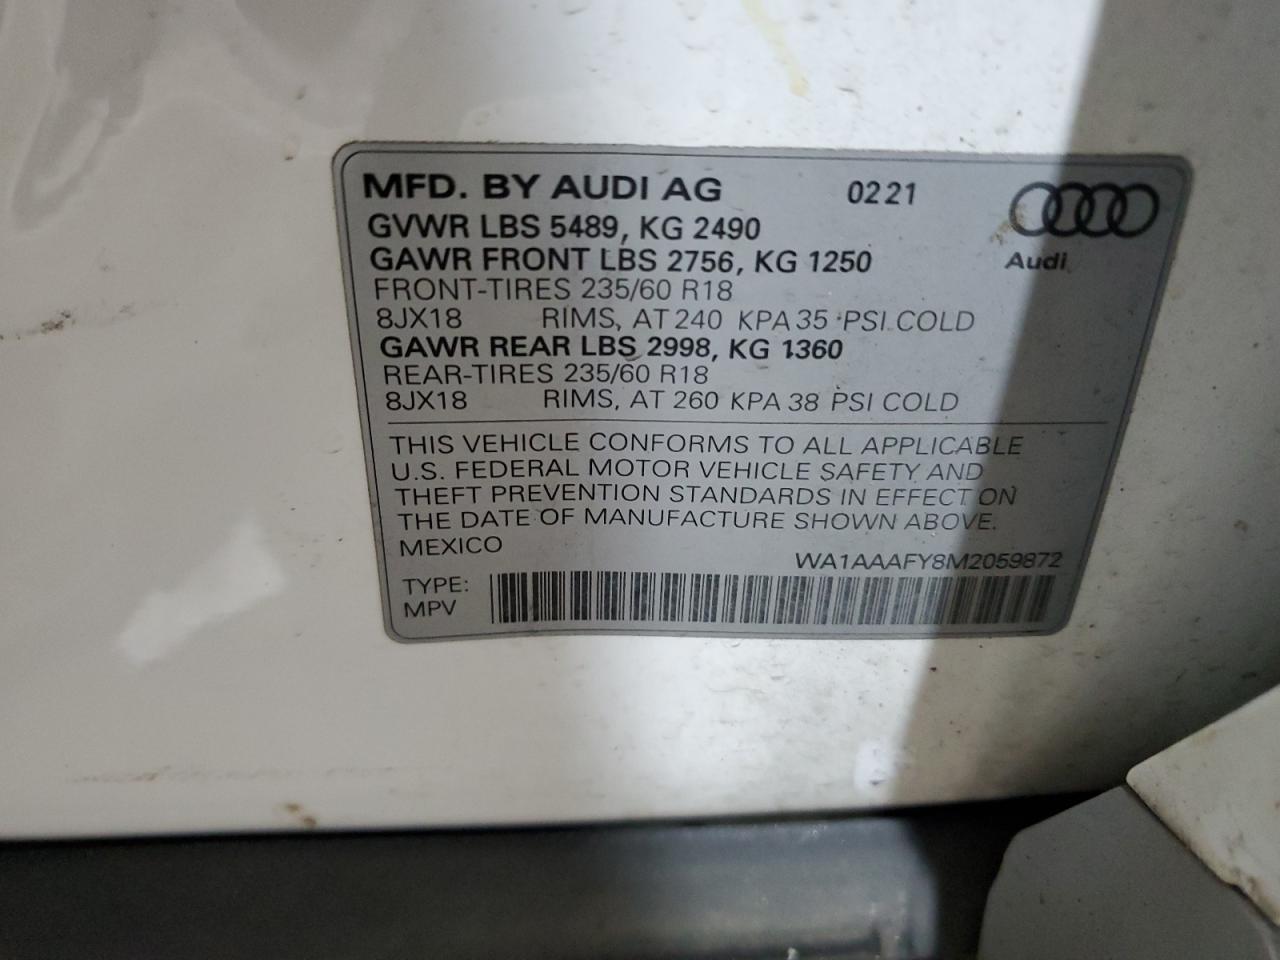 MFD. BY AUDI AG 02 21
GVWR LBS 5489, KG 2490
GAWR FRONT LBS 2756, KG 1250
Audi
FRONT-TIRES 235/60 R18
8JX18 RIMS, AT 240 KPA 35 PSI COLD
GAWR REAR LBS 2998, KG 1360
REAR-TIRES 235/60 R18
8JX18 RIMS, AT 260 KPA 38 PSI COLD
THIS VEHICLE CONFORMS TO ALL APPLICABLE
U.S. FEDERAL MOTOR VEHICLE SAFETY AND
THEFT PREVENTION STANDARDS IN EFFECT ON
THE DATE OF MANUFACTURE SHOWN ABOVE.
MEXICO
WA1AAAFY8M2059872
TYPE:
MPV